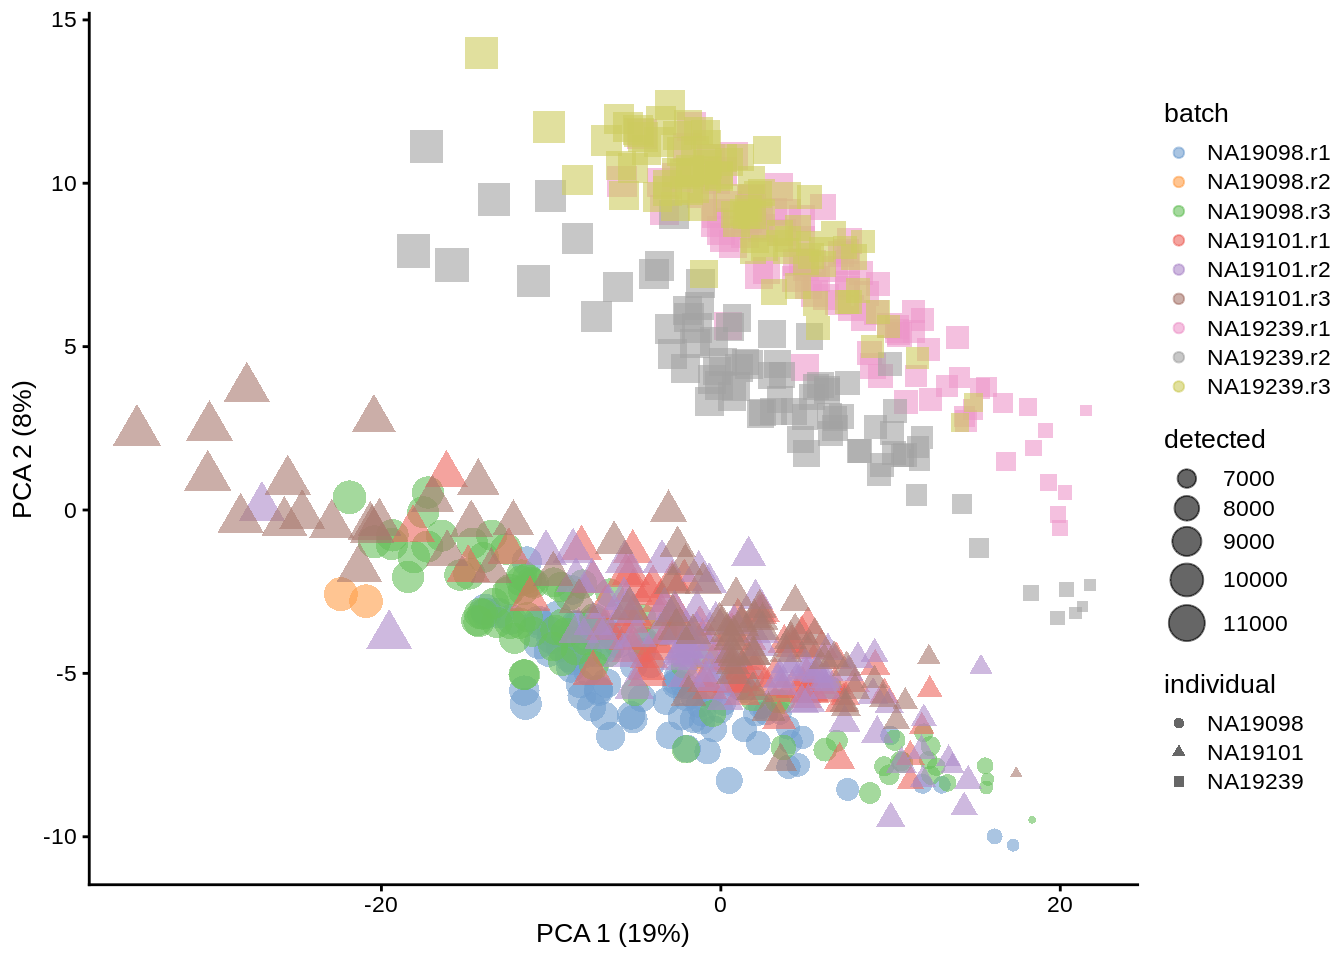 15
10
5
0
-5
-10
PCA 2 (8%)
-20
0
20
PCA 1 (19%)
batch
NA19098.r1
NA19098.r2
NA19098.r3
NA19101.r1
NA19101.r2
NA19101.r3
NA19239.r1
NA19239.r2
NA19239.r3
detected
7000
8000
9000
10000
11000
individual
NA19098
NA19101
NA19239